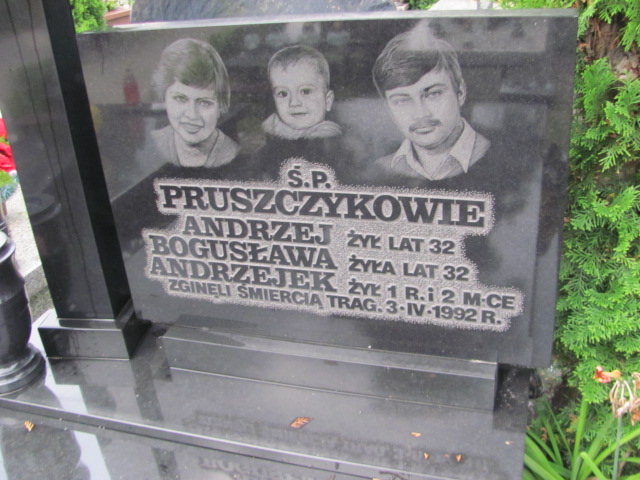 Ś.P.
PRUSZCZYKOWIE
ANDRZEJ ŻYŁ LAT 32
BOGUSŁAWA ŻYŁA LAT 32
ANDRZEJEK ŻYŁ 1 R. i 2 M-CE
ZGINĘLI ŚMIERCIĄ TRAG. 3·IV·1992 R.